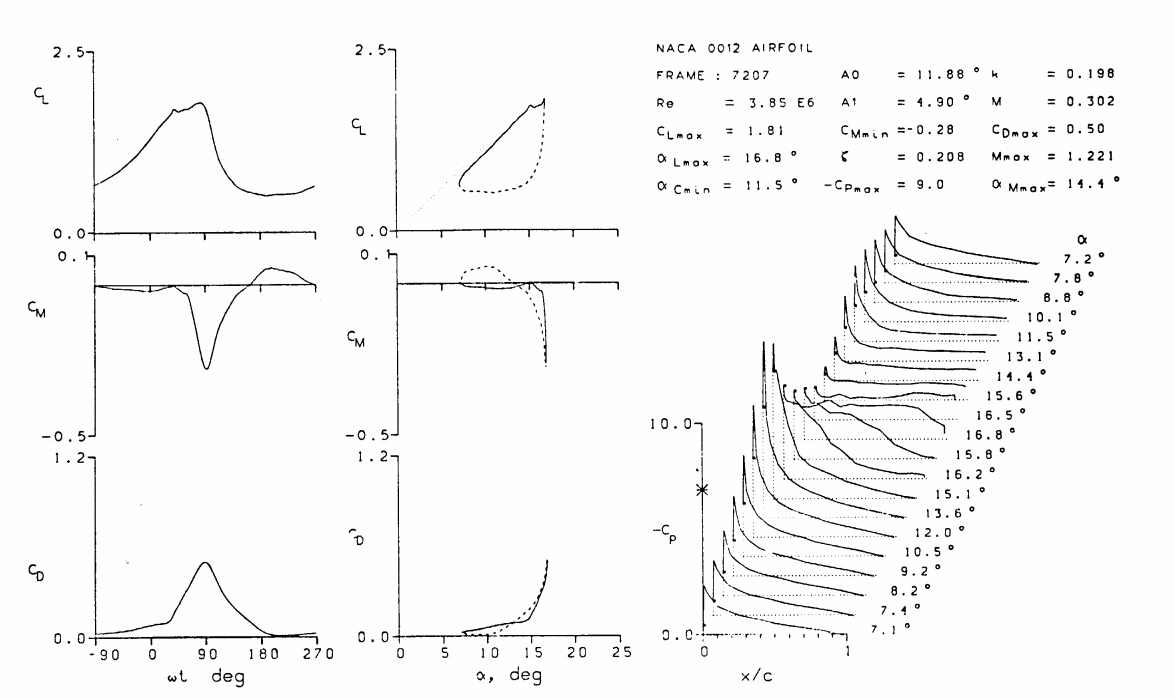 NACA 0012 AIRFOIL
FRAME : 7207 A0 = 11.88 ° k = 0.198
Re = 3.85 E6 A1 = 4.90 ° M = 0.302
CLmax = 1.81 CMmin =-0.28 CDmax = 0.50
α Lmax = 16.8 ° ζ = 0.208 Mmax = 1.221
α Cmin = 11.5 ° -CPmax = 9.0 α Mmax= 14.4 °
2.5
CL
0.0
2.5
CL
0.0
0.1
CM
-0.5
0.1
CM
-0.5
1.2
CD
0.0
-90 0 90 180 270
ωt deg
1.2
D
0.0
0 5 10 15 20 25
α, deg
α
7.2 °
7.8 °
8.8 °
10.1 °
11.5 °
13.1 °
14.4 °
15.6 °
16.5 °
16.8 °
15.8 °
16.2 °
15.1 °
13.6 °
12.0 °
10.5 °
9.2 °
8.2 °
7.4 °
7.1 °
10.0
-Cp
0.0
0 1
x/c